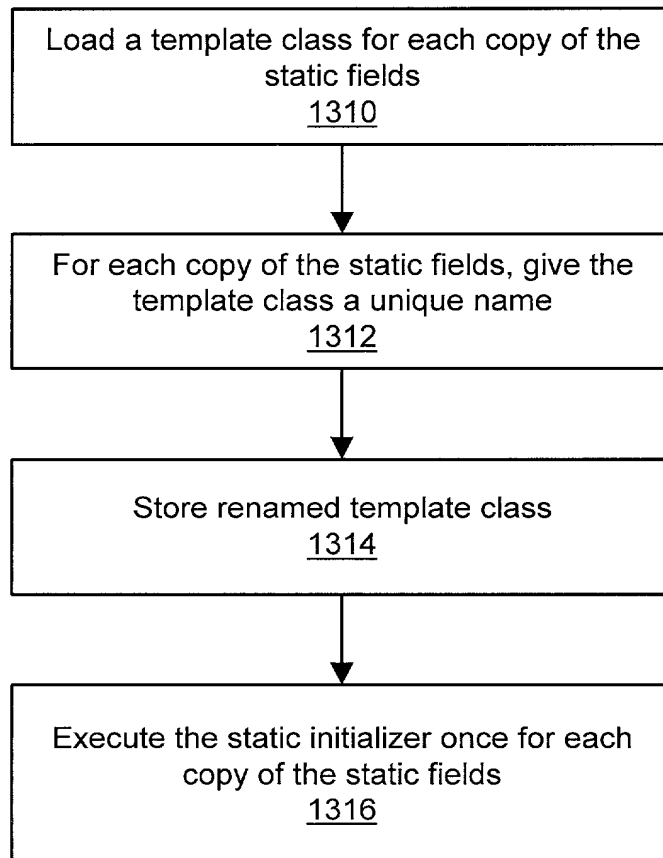 Load a template class for each copy of the
static fields
1310
For each copy of the static fields, give the
template class a unique name
1312
Store renamed template class
1314
Execute the static initializer once for each
copy of the static fields
1316